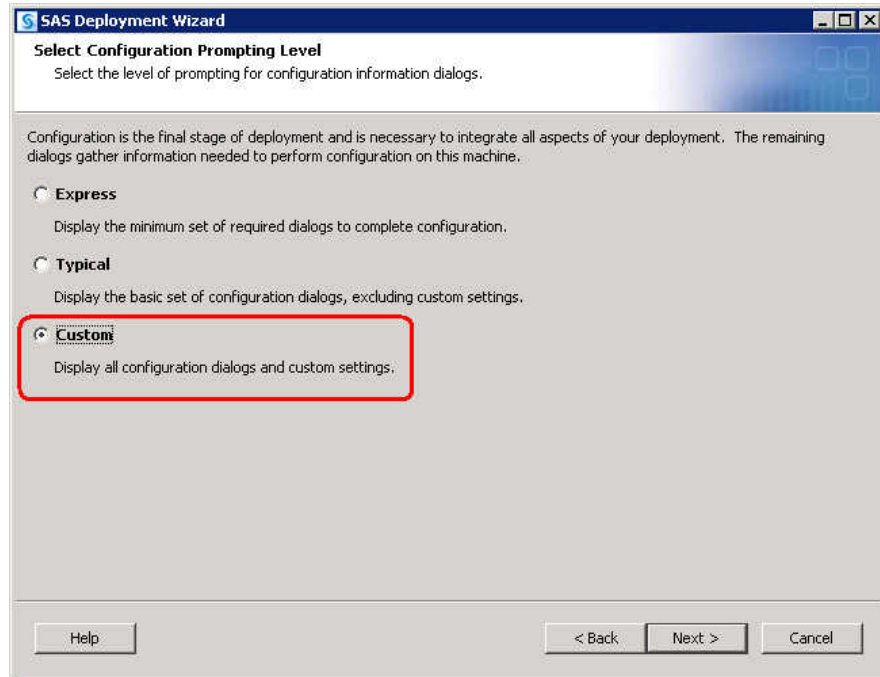 SAS Deployment Wizard
Select Configuration Prompting Level
Select the level of prompting for configuration information dialogs.
Configuration is the final stage of deployment and is necessary to integrate all aspects of your deployment. The remaining
dialogs gather information needed to perform configuration on this machine.
Express
Display the minimum set of required dialogs to complete configuration.
Typical
Display the basic set of configuration dialogs, excluding custom settings.
Custom
Display all configuration dialogs and custom settings.
Help
< Back
Next >
Cancel